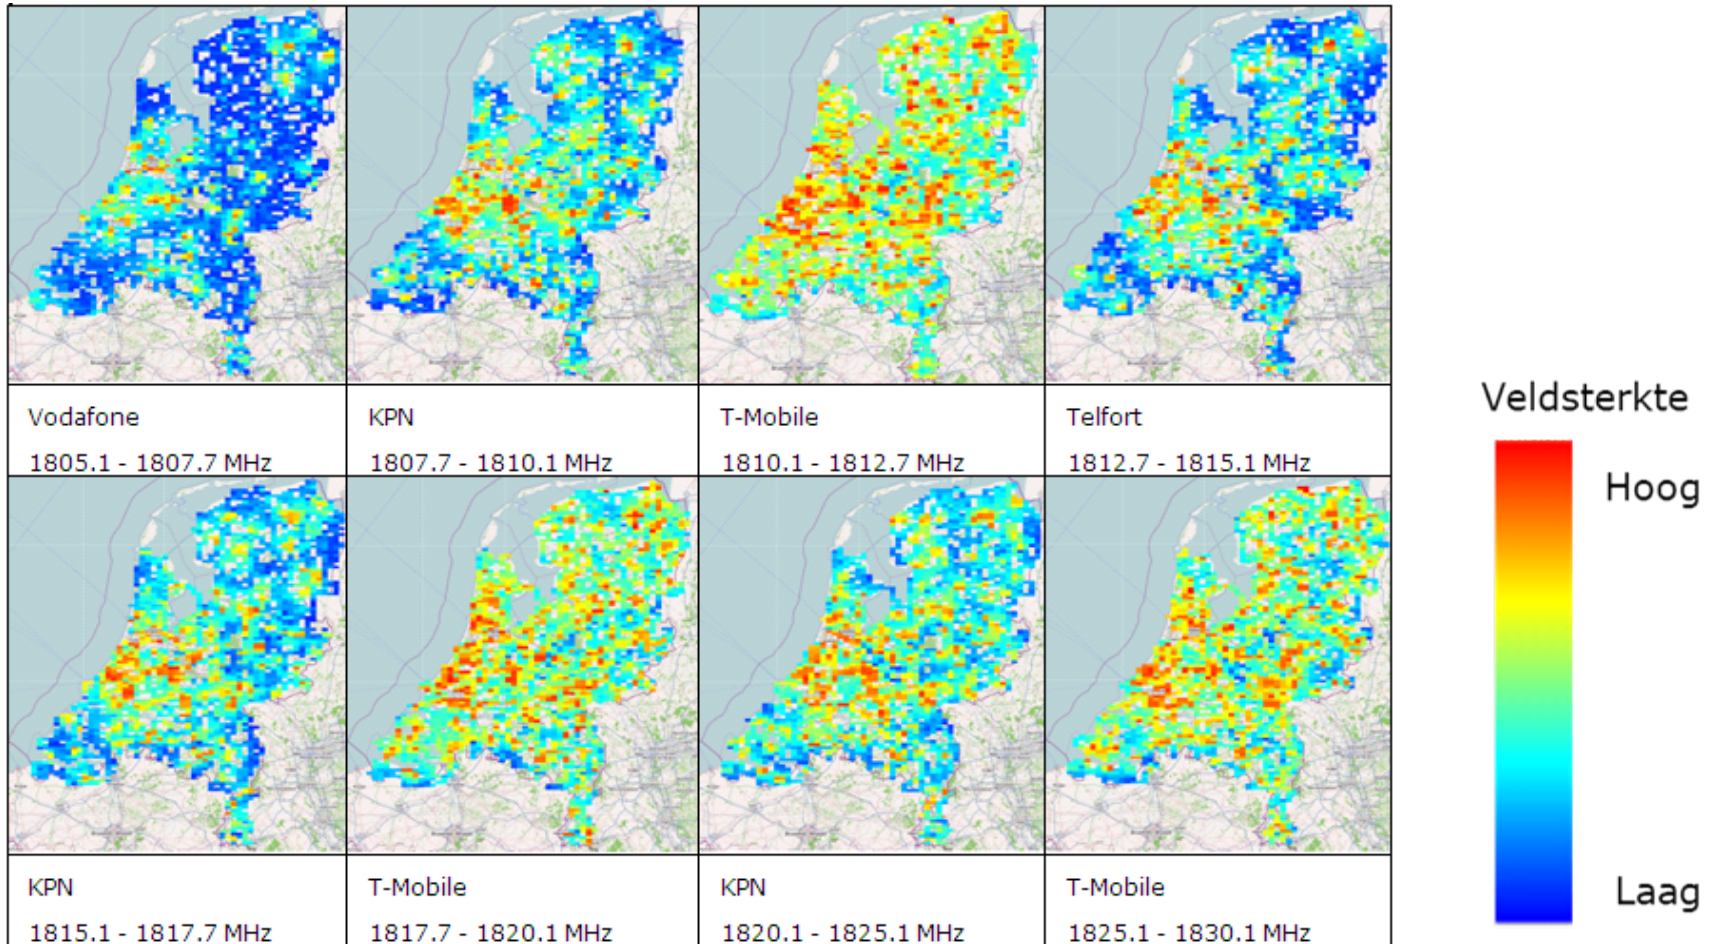 Vodafone
1805.1 - 1807.7 MHz
KPN
1807.7 - 1810.1 MHz
T-Mobile
1810.1 - 1812.7 MHz
Telfort
1812.7 - 1815.1 MHz
KPN
1815.1 - 1817.7 MHz
T-Mobile
1817.7 - 1820.1 MHz
KPN
1820.1 - 1825.1 MHz
T-Mobile
1825.1 - 1830.1 MHz
Veldsterkte
Hoog
Laag